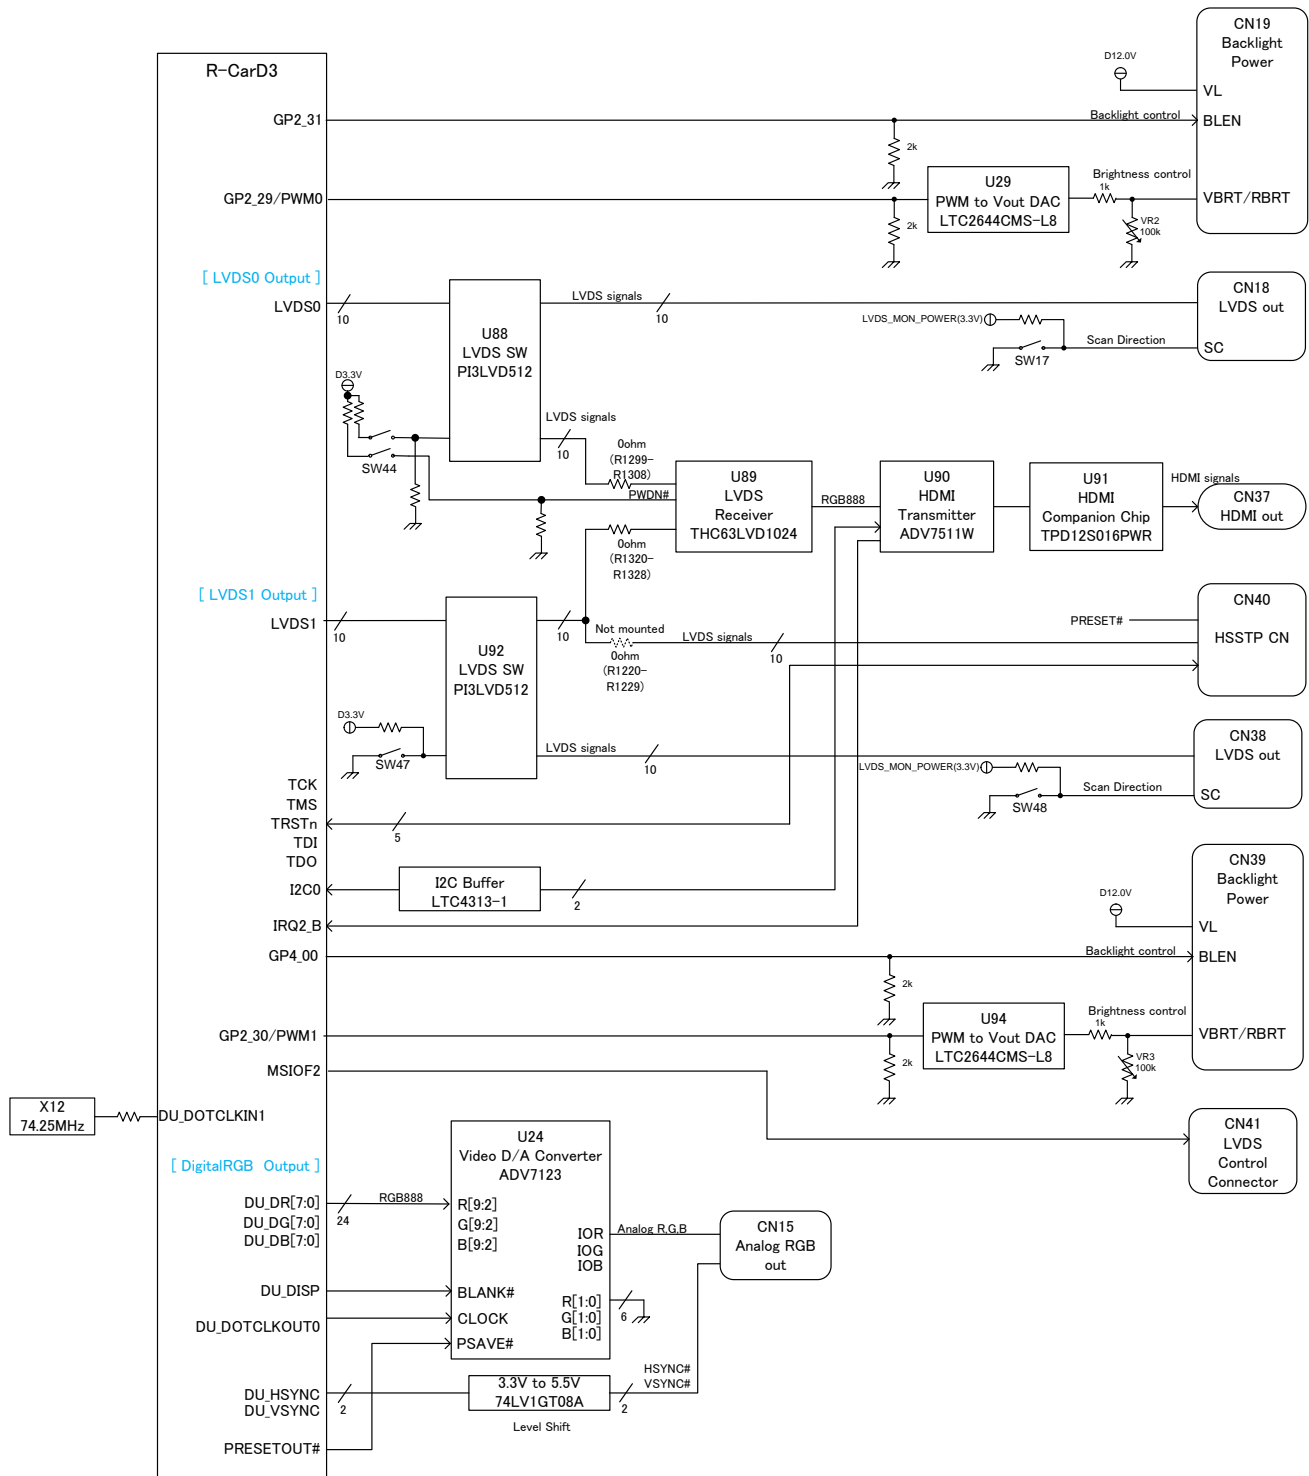 CN19
Backlight
Power
D12.0V
VL
R-CarD3
GP2_31
Backlight control
BLEN
2k
Brightness control
1k
GP2_29/PWM0
U29
PWM to Vout DAC
LTC2644CMS-L8
VBRT/RBRT
VR2
100k
2k
[ LVDS0 Output ]
LVDS0
10
U88
LVDS SW
PI3LVD512
LVDS signals
10
CN18
LVDS out
LVDS_MON_POWER(3.3V)
SW17
Scan Direction
SC
D3.3V
SW44
LVDS signals
10
0ohm
(R1299-
R1308)
PWDN#
U89
LVDS
Receiver
THC63LVD1024
RGB888
U90
HDMI
Transmitter
ADV7511W
U91
HDMI
Companion Chip
TPD12S016PWR
HDMI signals
CN37
HDMI out
0ohm
(R1320-
R1328)
[ LVDS1 Output ]
LVDS1
10
U92
LVDS SW
PI3LVD512
10
Not mounted
0ohm
(R1220-
R1229)
LVDS signals
10
PRESET#
CN40
HSSTP CN
D3.3V
SW47
LVDS signals
10
CN38
LVDS out
LVDS_MON_POWER(3.3V)
SW48
Scan Direction
SC
TCK
TMS
TRSTn
TDI
TDO
5
I2C0
I2C Buffer
LTC4313-1
2
IRQ2_B
CN39
Backlight
Power
D12.0V
VL
GP4_00
Backlight control
BLEN
2k
Brightness control
1k
GP2_30/PWM1
U94
PWM to Vout DAC
LTC2644CMS-L8
VBRT/RBRT
VR3
100k
2k
MSIOF2
X12
74.25MHz
DU_DOTCLKIN1
CN41
LVDS
Control
Connector
[ DigitalRGB Output ]
U24
Video D/A Converter
ADV7123
DU_DR[7:0]
DU_DG[7:0]
DU_DB[7:0]
RGB888
24
R[9:2]
G[9:2]
B[9:2]
IOR
IOG
IOB
Analog R,G,B
CN15
Analog RGB
out
DU_DISP
BLANK#
DU_DOTCLKOUT0
CLOCK
PSAVE#
R[1:0]
G[1:0]
B[1:0]
6
HSYNC#
VSYNC#
DU_HSYNC
DU_VSYNC
2
3.3V to 5.5V
74LV1GT08A
2
Level Shift
PRESETOUT#